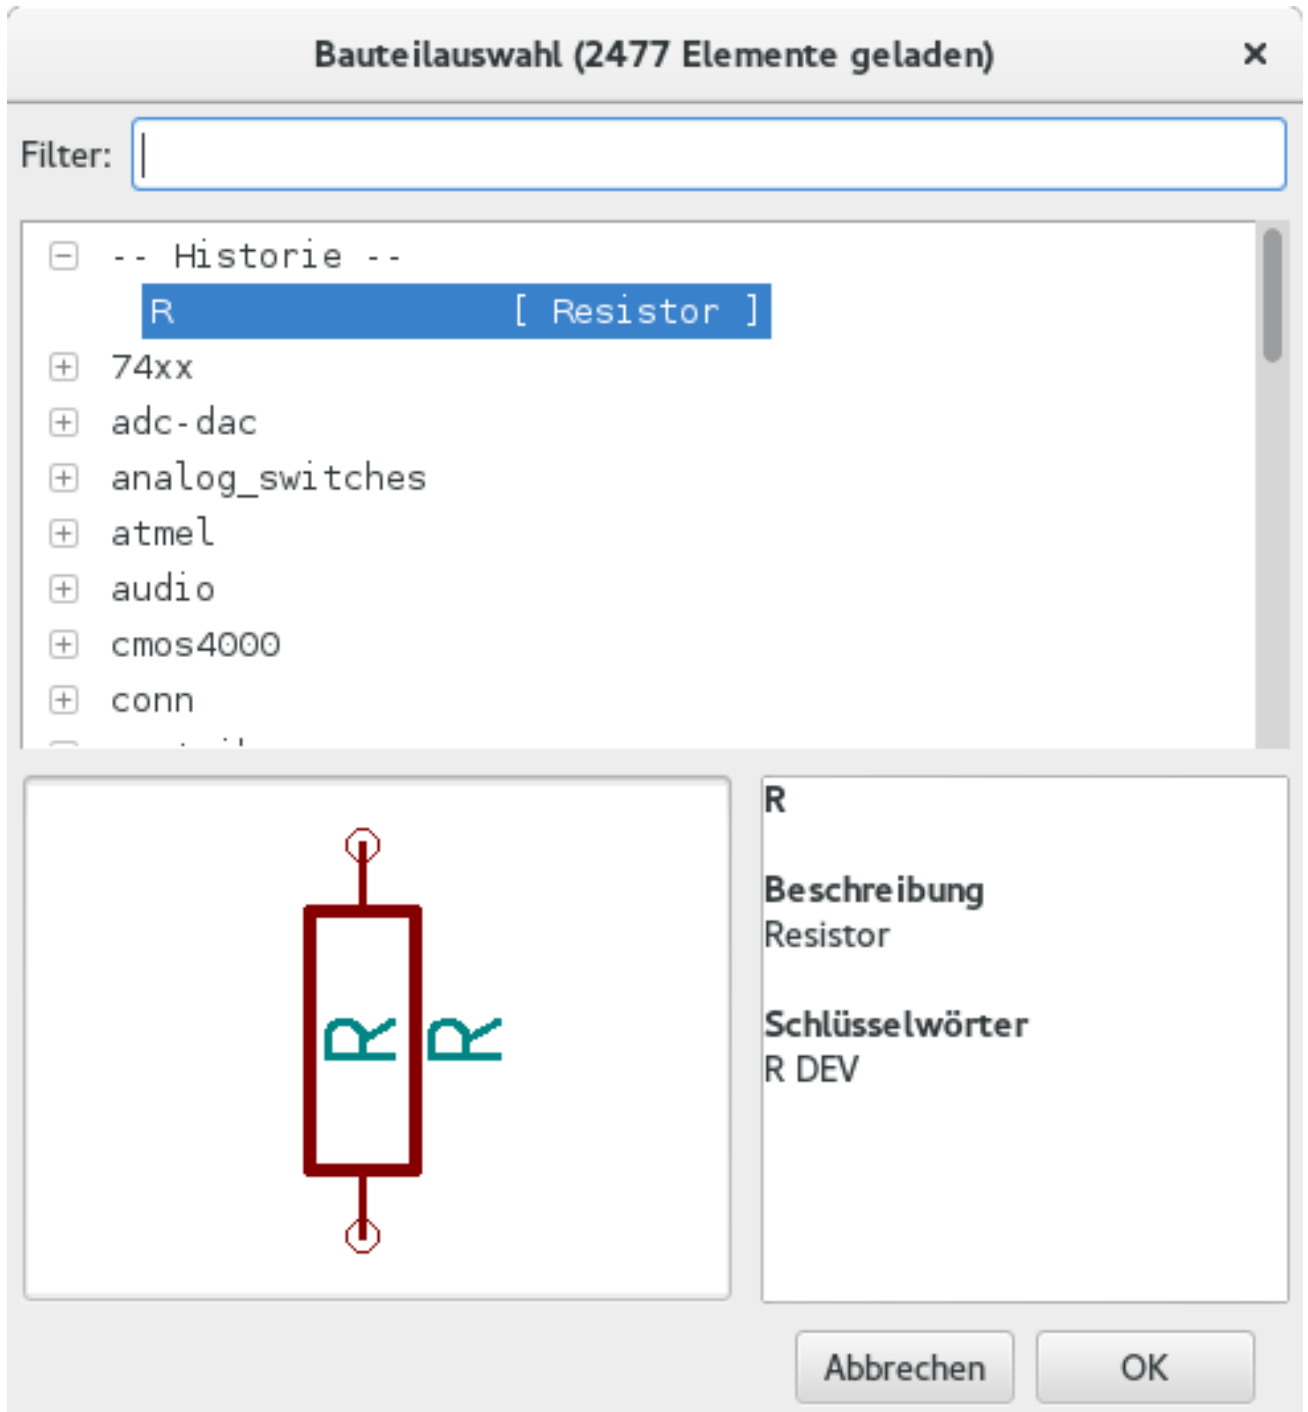 Bauteilauswahl (2477 Elemente geladen)
Filter:
-- Historie --
R [ Resistor ]
74xx
adc-dac
analog_switches
atmel
audio
cmos4000
conn
R R
R
Beschreibung
Resistor
Schlüsselwörter
R DEV
Abbrechen OK